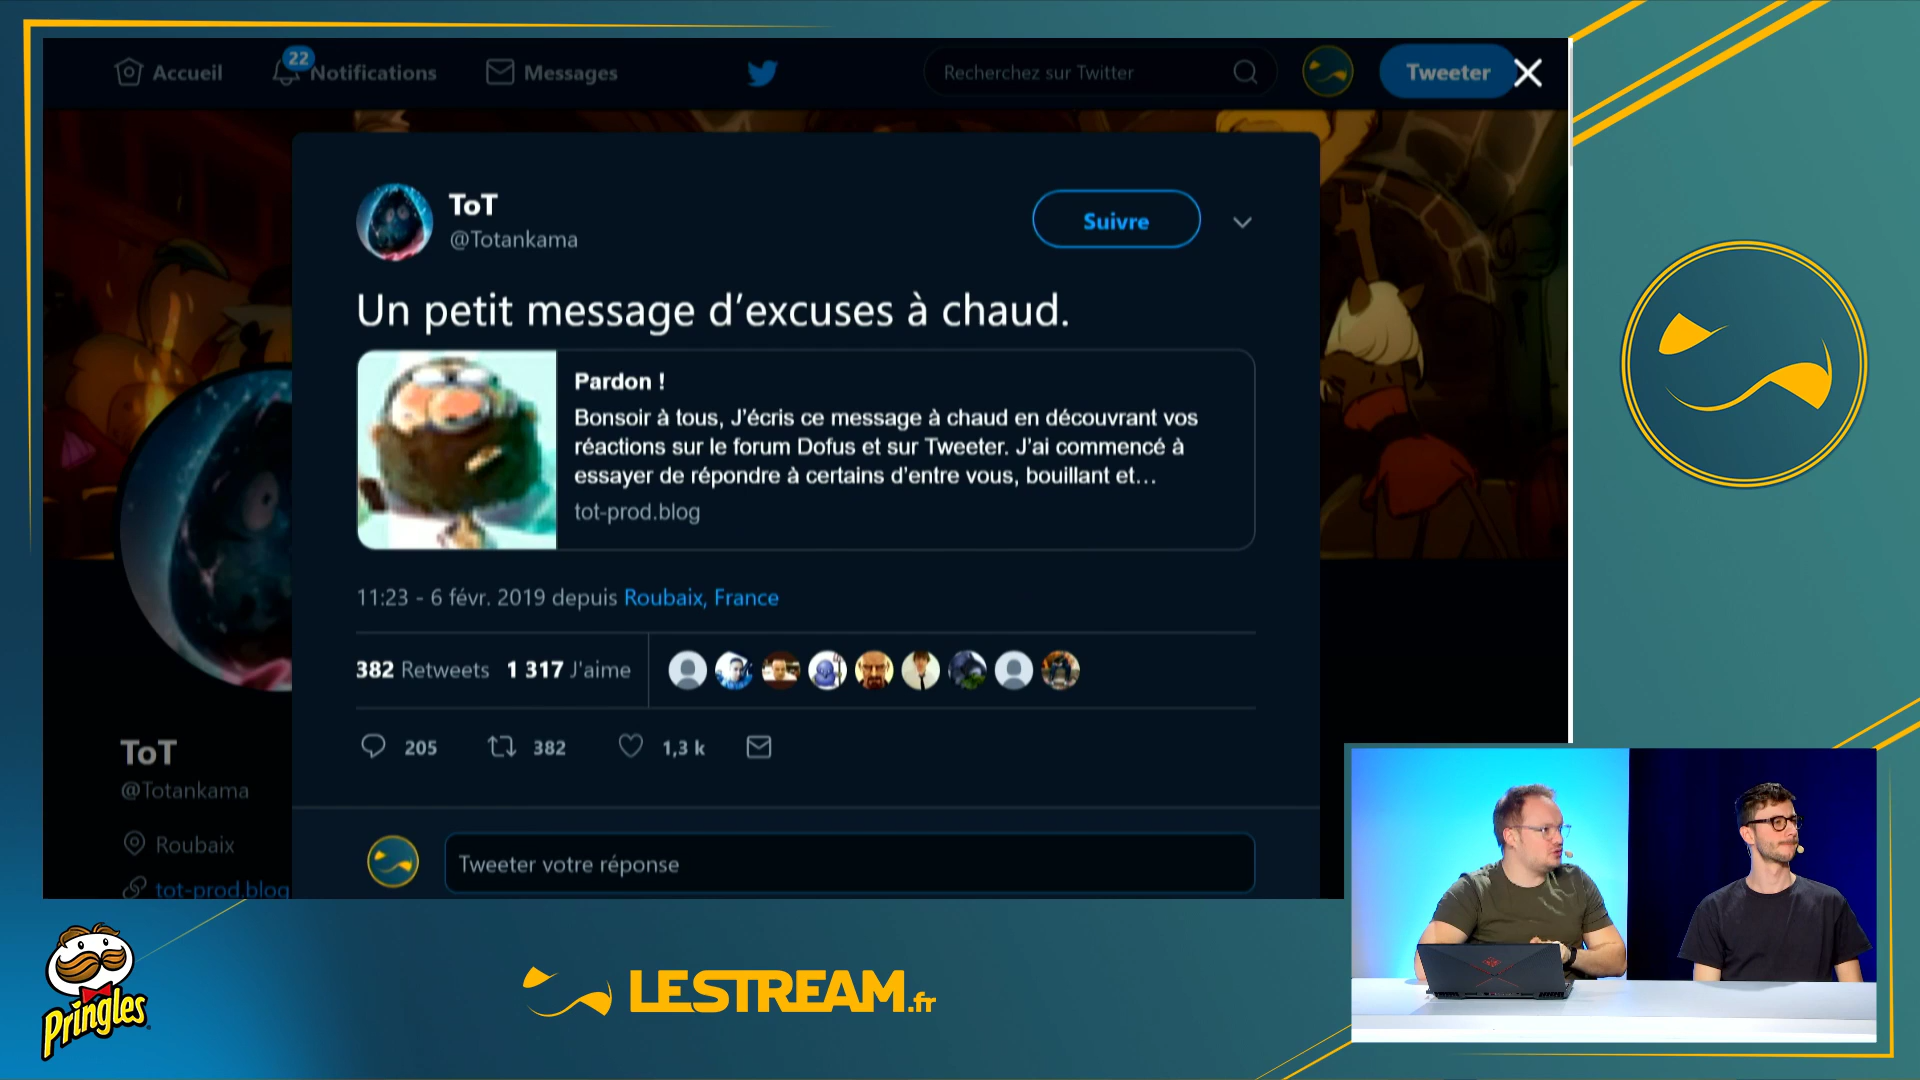 Accueil
22
Notifications
Messages
Recherchez sur Twitter
Tweeter
ToT
@Totankama
Suivre
Un petit message d’excuses à chaud.
Pardon !
Bonsoir à tous, J’écris ce message à chaud en découvrant vos
réactions sur le forum Dofus et sur Tweeter. J’ai commencé à
essayer de répondre à certains d’entre vous, bouillant et…
tot-prod.blog
11:23 - 6 févr. 2019 depuis Roubaix, France
382 Retweets 1 317 J'aime
205 382 1,3 k
ToT
@Totankama
Roubaix
tot-prod.blog
Tweeter votre réponse
Pringles
LESTREAM.fr